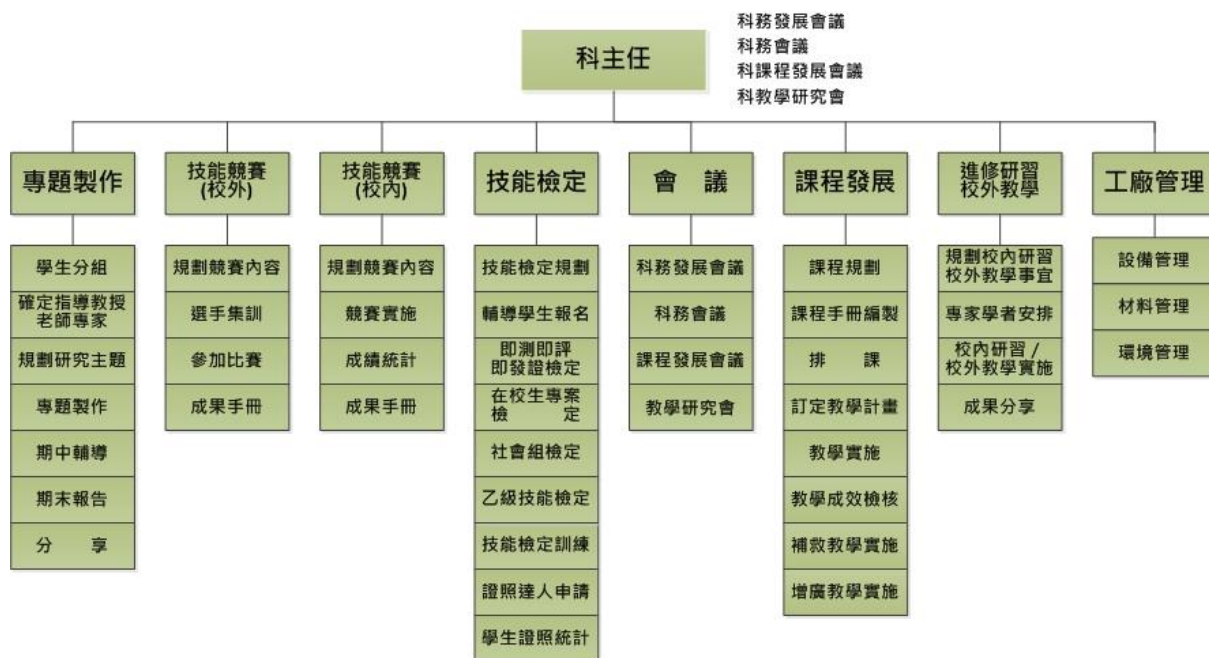 科主任
科務發展會議
科務會議
科課程發展會議
科教學研究會
專題製作
學生分組
確定指導教授
老師專家
規劃研究主題
專題製作
期中輔導
期末報告
分　享
技能競賽
(校外)
規劃競賽內容
選手集訓
參加比賽
成果手冊
技能競賽
(校內)
規劃競賽內容
競賽實施
成績統計
成果手冊
技能檢定
技能檢定規劃
輔導學生報名
即測即評
即發證檢定
在校生專案
檢　定
社會組檢定
乙級技能檢定
技能檢定訓練
證照達人申請
學生證照統計
會　議
科務發展會議
科務會議
課程發展會議
教學研究會
課程發展
課程規劃
課程手冊編製
排　課
訂定教學計畫
教學實施
教學成效檢核
補救教學實施
增廣教學實施
進修研習
校外教學
規劃校內研習
校外教學事宜
專家學者安排
校內研習 /
校外教學實施
成果分享
工廠管理
設備管理
材料管理
環境管理